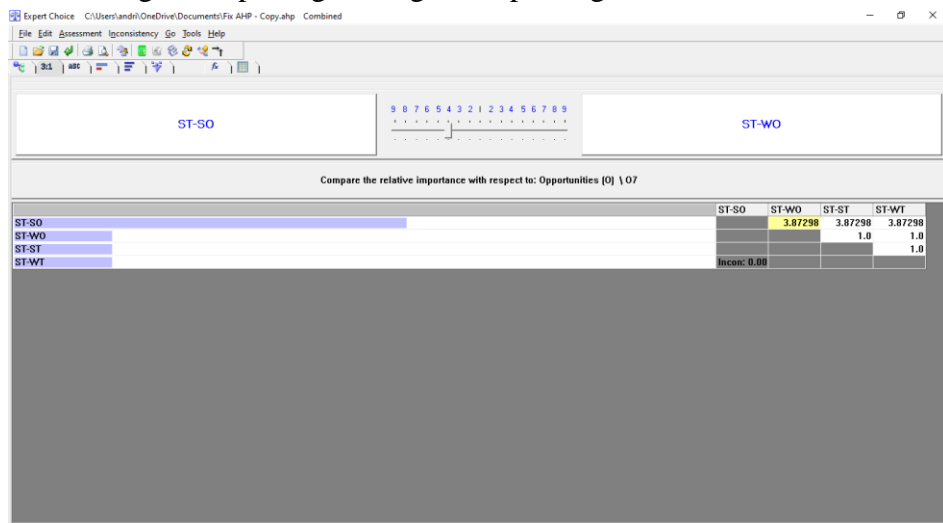 Expert Choice C:\Users\andri\OneDrive\Documents\Fix AHP - Copy.ahp Combined
File Edit Assessment Inconsistency Go Tools Help
3:1 ABC fx
ST-SO 9 8 7 6 5 4 3 2 1 2 3 4 5 6 7 8 9 ST-WO
Compare the relative importance with respect to: Opportunities (O) \ O7
ST-SO ST-WO ST-ST ST-WT
ST-SO 3.87298 3.87298 3.87298
ST-WO 1.0 1.0
ST-ST 1.0
ST-WT Incon: 0.00